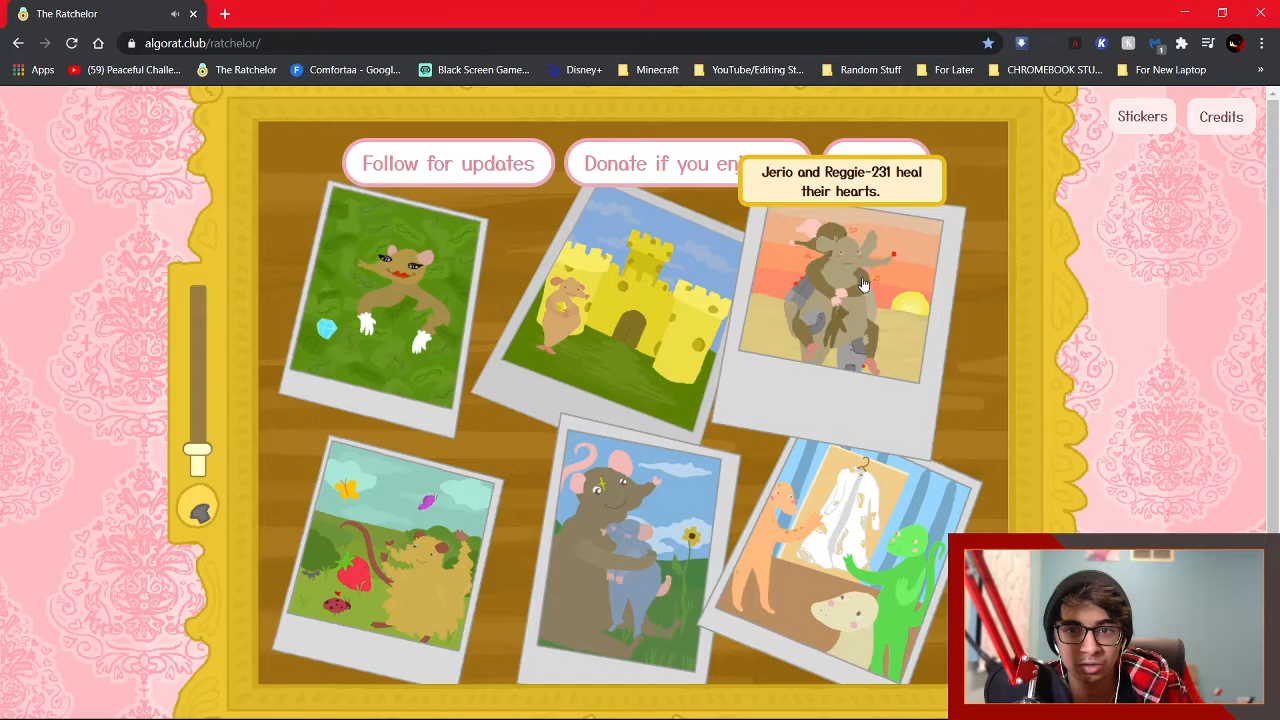 The Ratchelor
algorat.club/ratchelor/
1
Apps
(59) Peaceful Challe...
The Ratchelor
Comfortaa - Googl...
Black Screen Game...
Disney+
Minecraft
YouTube/Editing St...
Random Stuff
For Later
CHROMEBOOK STU...
For New Laptop
»
Stickers
Credits
Follow for updates
Donate if you en
Jerio and Reggie-231 heal
their hearts.